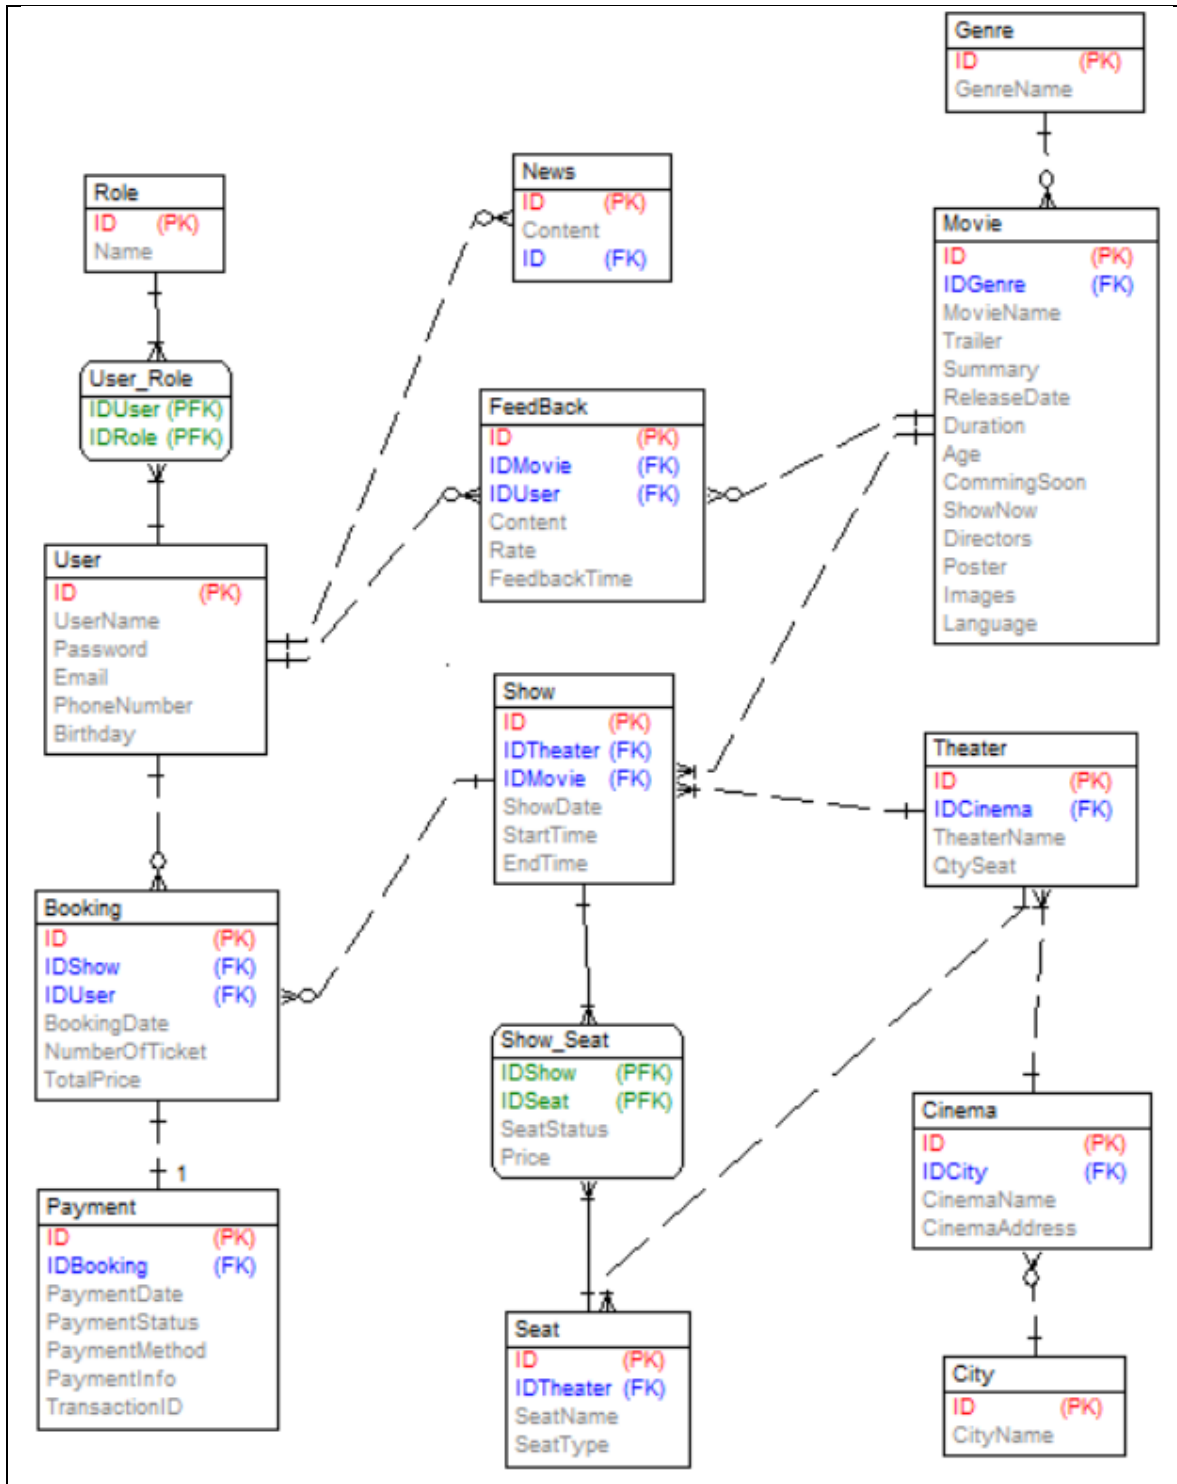 Genre
ID (PK)
GenreName
Role
ID (PK)
Name
News
ID (PK)
Content
ID (FK)
Movie
ID (PK)
IDGenre (FK)
MovieName
Trailer
Summary
ReleaseDate
Duration
Age
CommingSoon
ShowNow
Directors
Poster
Images
Language
User_Role
IDUser (PFK)
IDRole (PFK)
FeedBack
ID (PK)
IDMovie (FK)
IDUser (FK)
Content
Rate
FeedbackTime
User
ID (PK)
UserName
Password
Email
PhoneNumber
Birthday
Show
ID (PK)
IDTheater (FK)
IDMovie (FK)
ShowDate
StartTime
EndTime
Theater
ID (PK)
IDCinema (FK)
TheaterName
QtySeat
Booking
ID (PK)
IDShow (FK)
IDUser (FK)
BookingDate
NumberOfTicket
TotalPrice
Show_Seat
IDShow (PFK)
IDSeat (PFK)
SeatStatus
Price
Cinema
ID (PK)
IDCity (FK)
CinemaName
CinemaAddress
1
Payment
ID (PK)
IDBooking (FK)
PaymentDate
PaymentStatus
PaymentMethod
PaymentInfo
TransactionID
Seat
ID (PK)
IDTheater (FK)
SeatName
SeatType
City
ID (PK)
CityName